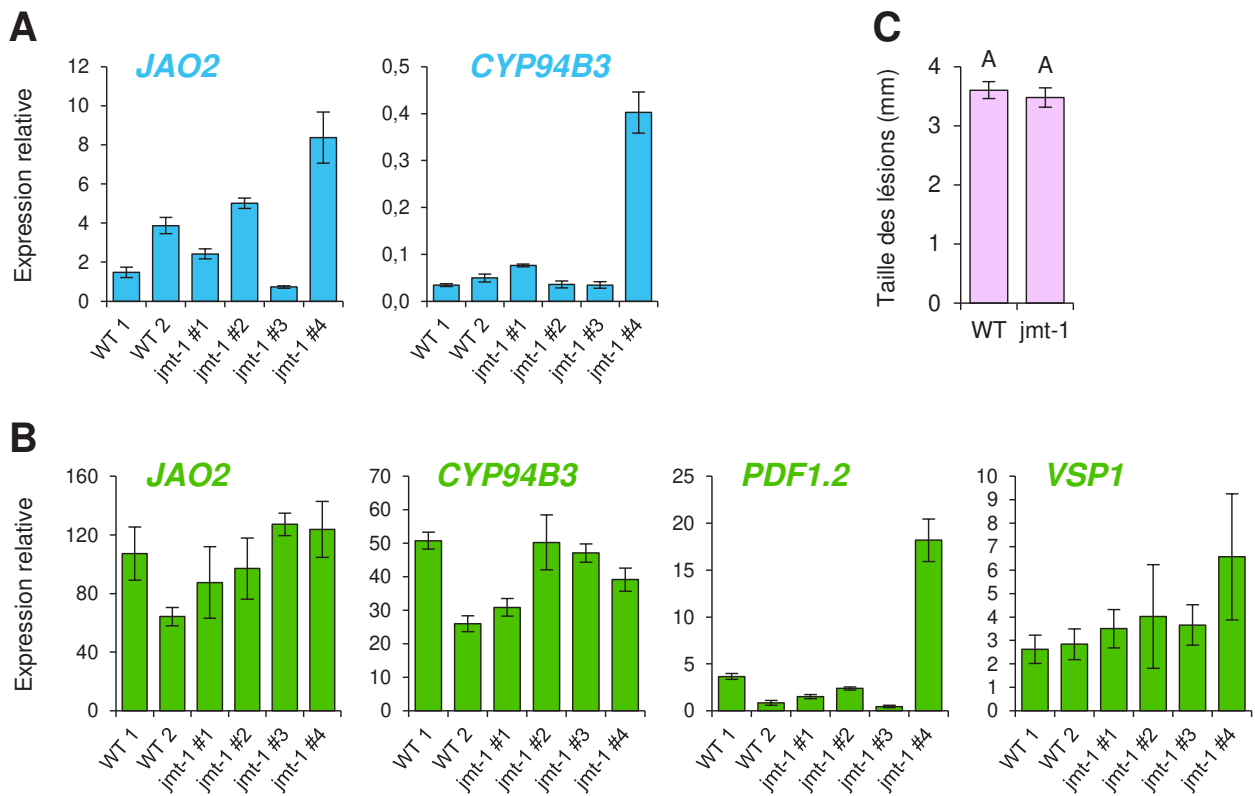 A
JAO2
CYP94B3
Expression relative
14
12
10
8
6
4
2
0
WT 1
WT 2
jmt-1 #1
jmt-1 #2
jmt-1 #3
jmt-1 #4
0,5
0,4
0,3
0,2
0,1
0,0
WT 1
WT 2
jmt-1 #1
jmt-1 #2
jmt-1 #3
jmt-1 #4
C
Taille des lésions (mm)
4
3
2
1
0
A
A
WT
jmt-1
B
JAO2
CYP94B3
PDF1.2
VSP1
Expression relative
160
120
80
40
0
WT 1
WT 2
jmt-1 #1
jmt-1 #2
jmt-1 #3
jmt-1 #4
70
60
50
40
30
20
10
0
WT 1
WT 2
jmt-1 #1
jmt-1 #2
jmt-1 #3
jmt-1 #4
25
20
15
10
5
0
WT 1
WT 2
jmt-1 #1
jmt-1 #2
jmt-1 #3
jmt-1 #4
10
9
8
7
6
5
4
3
2
1
0
WT 1
WT 2
jmt-1 #1
jmt-1 #2
jmt-1 #3
jmt-1 #4